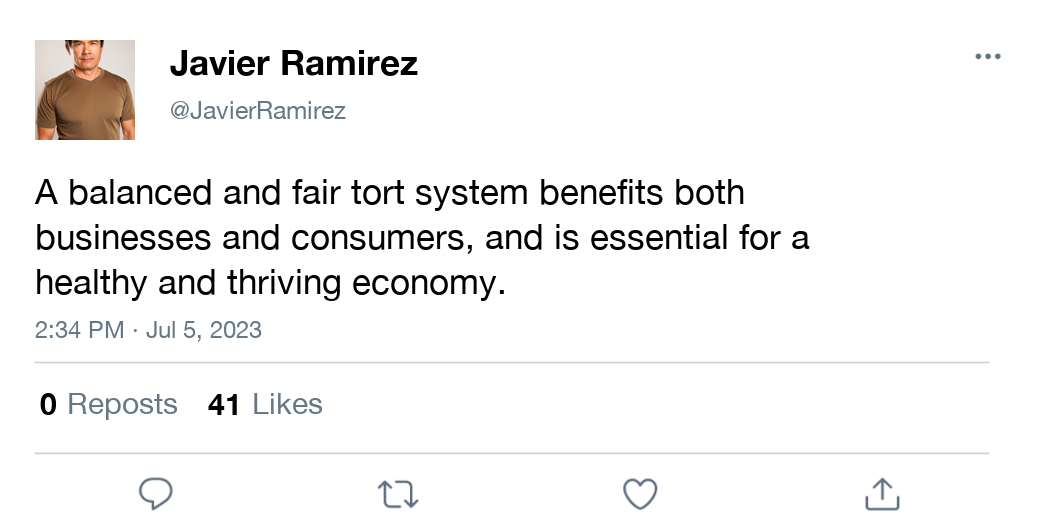 Javier Ramirez
@JavierRamirez
A balanced and fair tort system benefits both
businesses and consumers, and is essential for a
healthy and thriving economy.
2:34 PM · Jul 5, 2023
0 Reposts 41 Likes